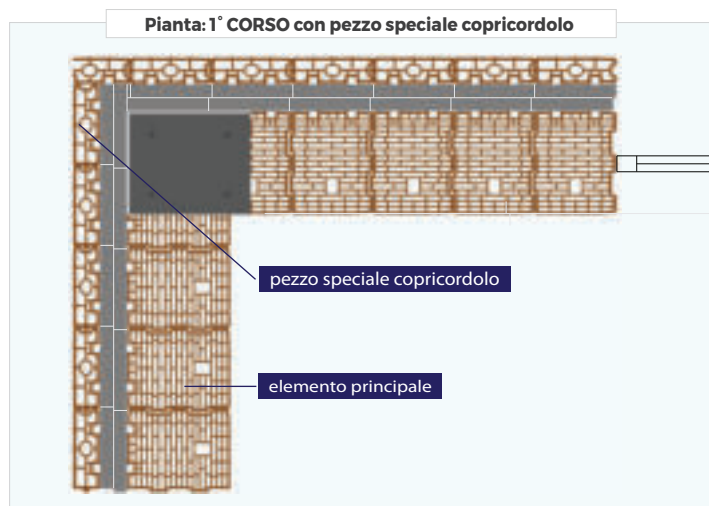 Pianta: 1° CORSO con pezzo speciale copricordolo
pezzo speciale copricordolo
elemento principale